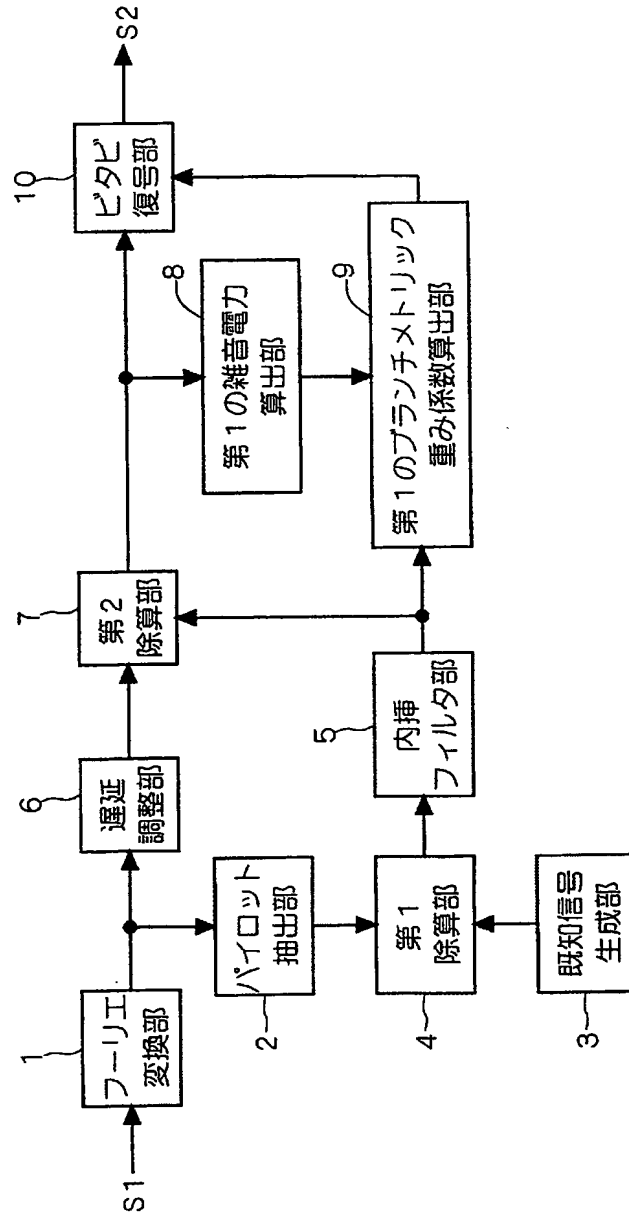 S1
1
フーリエ
変換部
2
パイロット
抽出部
3
既知信号
生成部
4
第１
除算部
5
内挿
フィルタ部
6
遅延
調整部
7
第２
除算部
8
第１の雑音電力
算出部
9
第１のブランチメトリック
重み係数算出部
10
ビタビ
復号部
S2